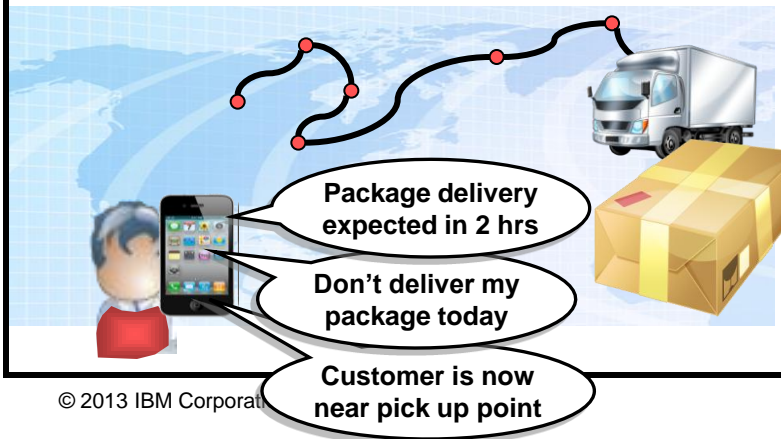 Package delivery
expected in 2 hrs
Don't deliver my
package today
Customer is now
near pick up point
© 2013 IBM